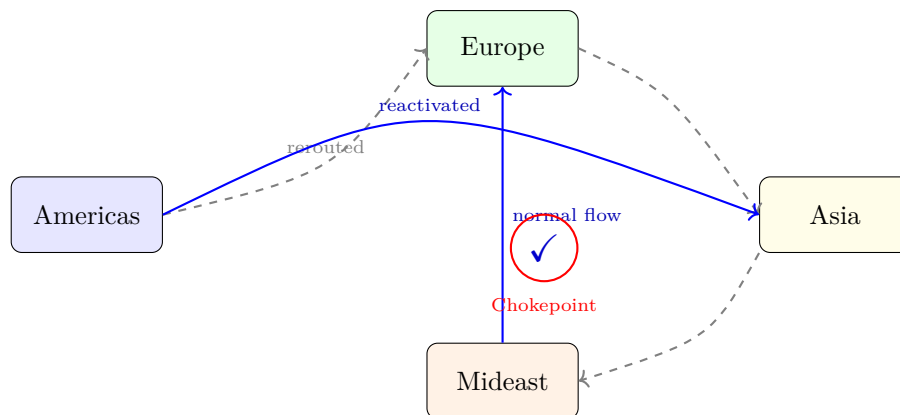 Europe
reactivated
rerouted
Americas
normal flow
Asia
✓
Chokepoint
Mideast